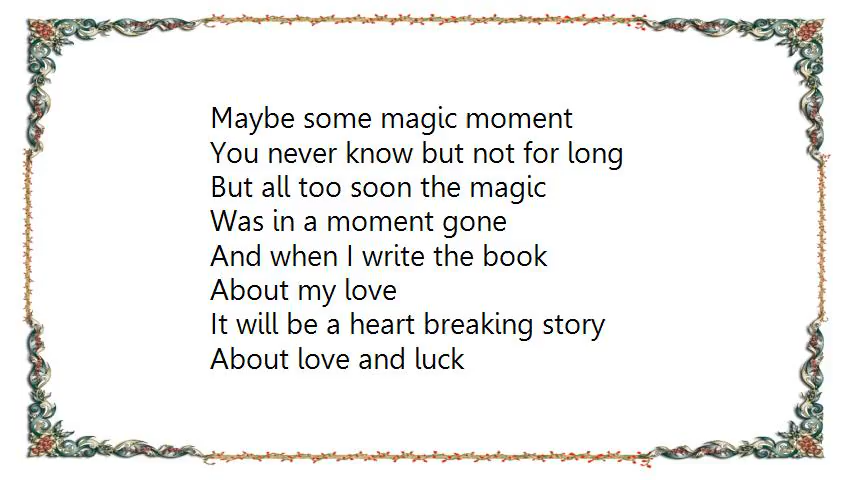 Maybe some magic moment
You never know but not for long
But all too soon the magic
Was in a moment gone
And when I write the book
About my love
It will be a heart breaking story
About love and luck